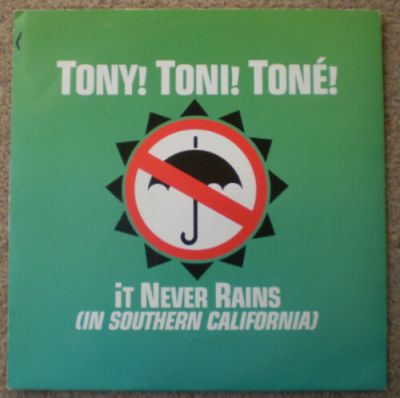 TONY! TONI! TONÉ!
iT NEVER RAINS
(IN SOUTHERN CALIFORNIA)